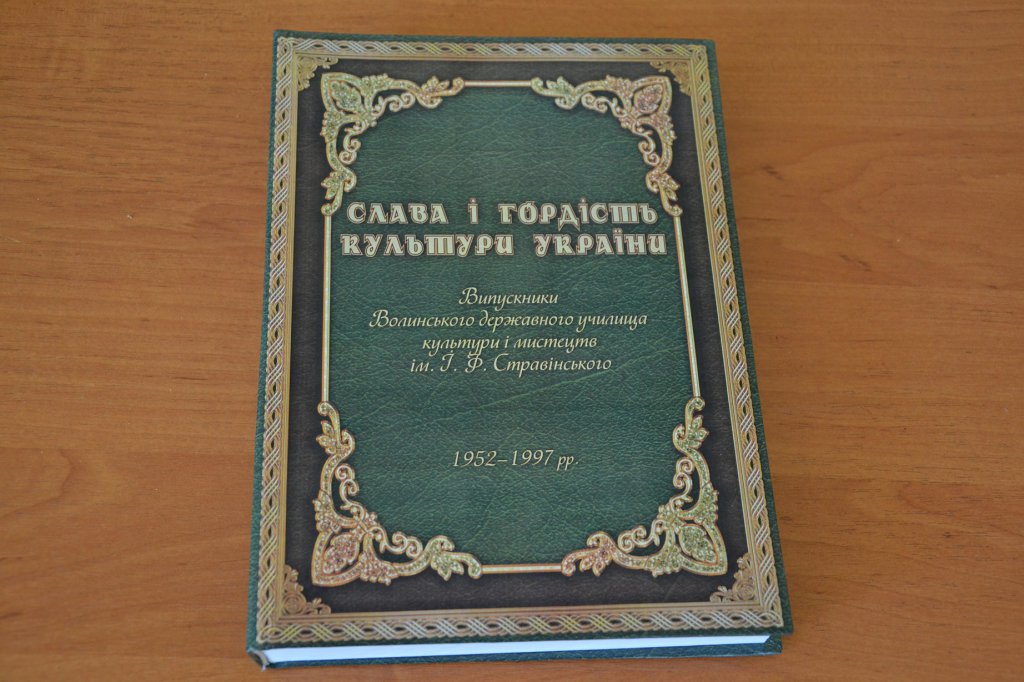 СЛАВА І ГОРДІСТЬ
КУЛЬТУРИ УКРАЇНИ
Випускники
Волинського державного училища
культури і мистецтв
ім. І. Ф. Стравінського
1952–1997 рр.